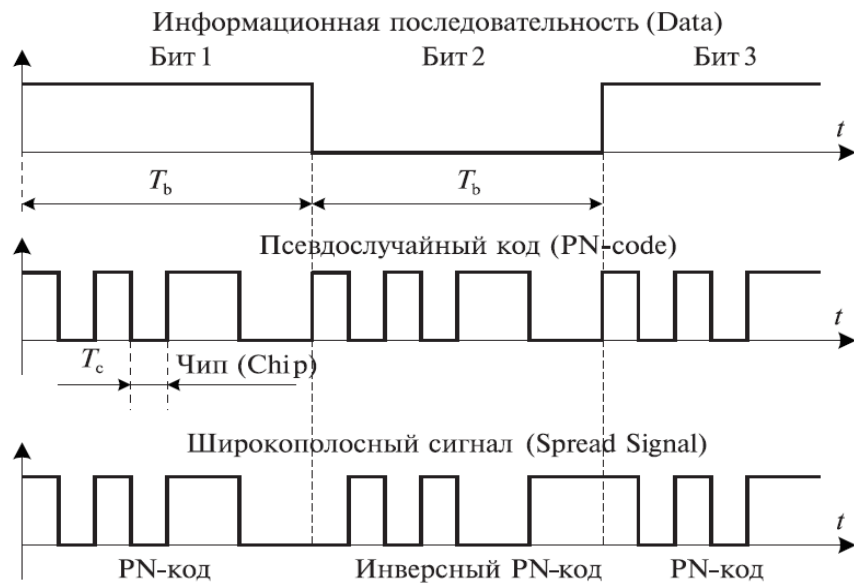 Информационная последовательность (Data)
Бит 1 Бит 2 Бит 3
t
T_b T_b
Псевдослучайный код (PN-code)
t
T_c Чип (Chip)
Широкополосный сигнал (Spread Signal)
t
PN-код Инверсный PN-код PN-код